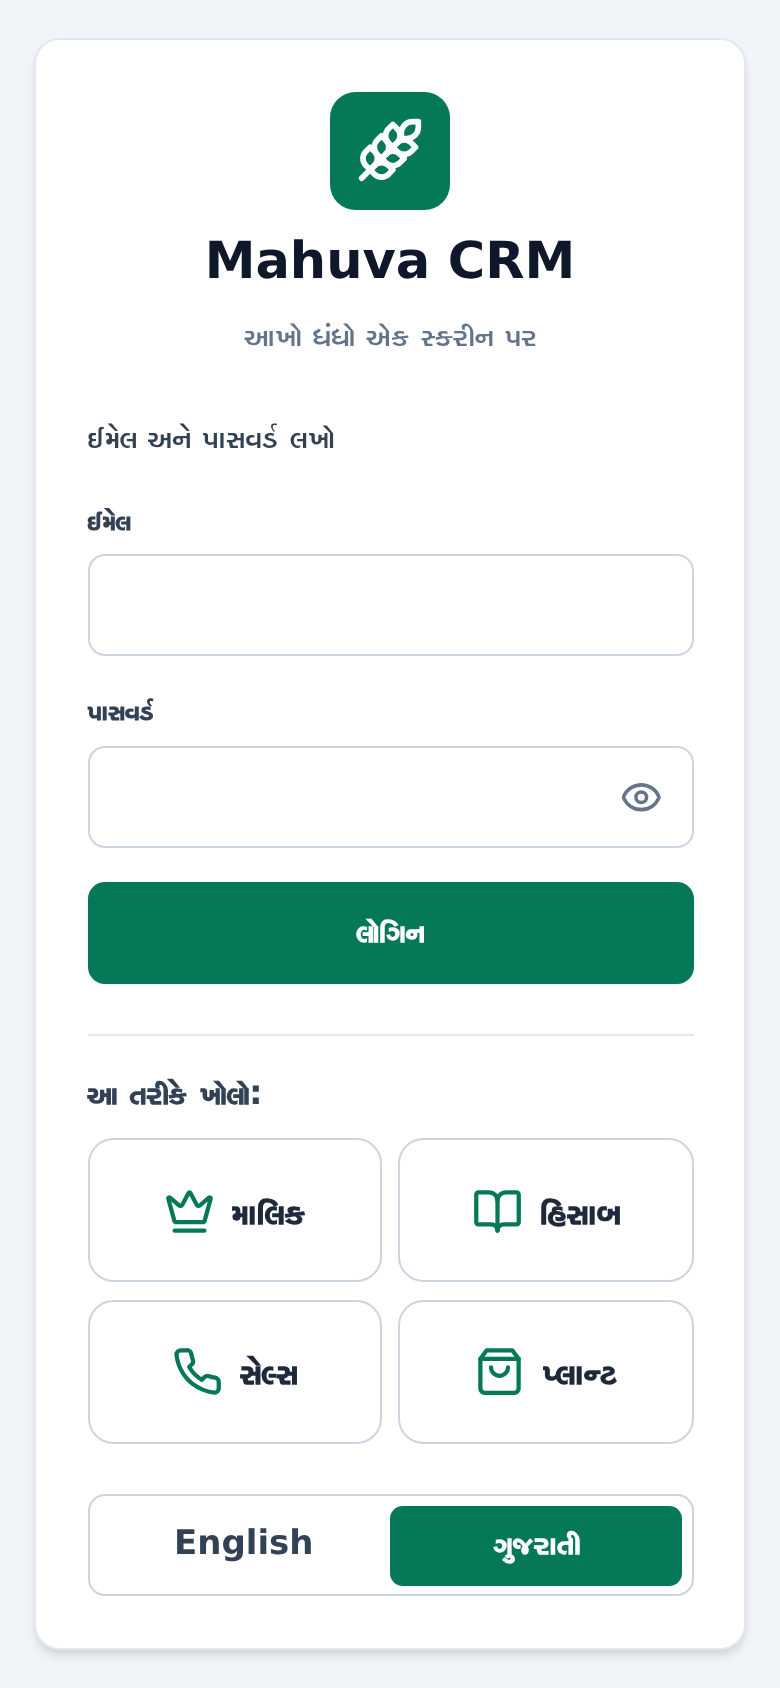 Mahuva CRM
આખો ધંધો એક સ્ક્રીન પર
ઈમેલ અને પાસવર્ડ લખો
ઈમેલ
પાસવર્ડ
લોગિન
આ તરીકે ખોલો:
માલિક
હિસાબ
સેલ્સ
પ્લાન્ટ
English
ગુજરાતી